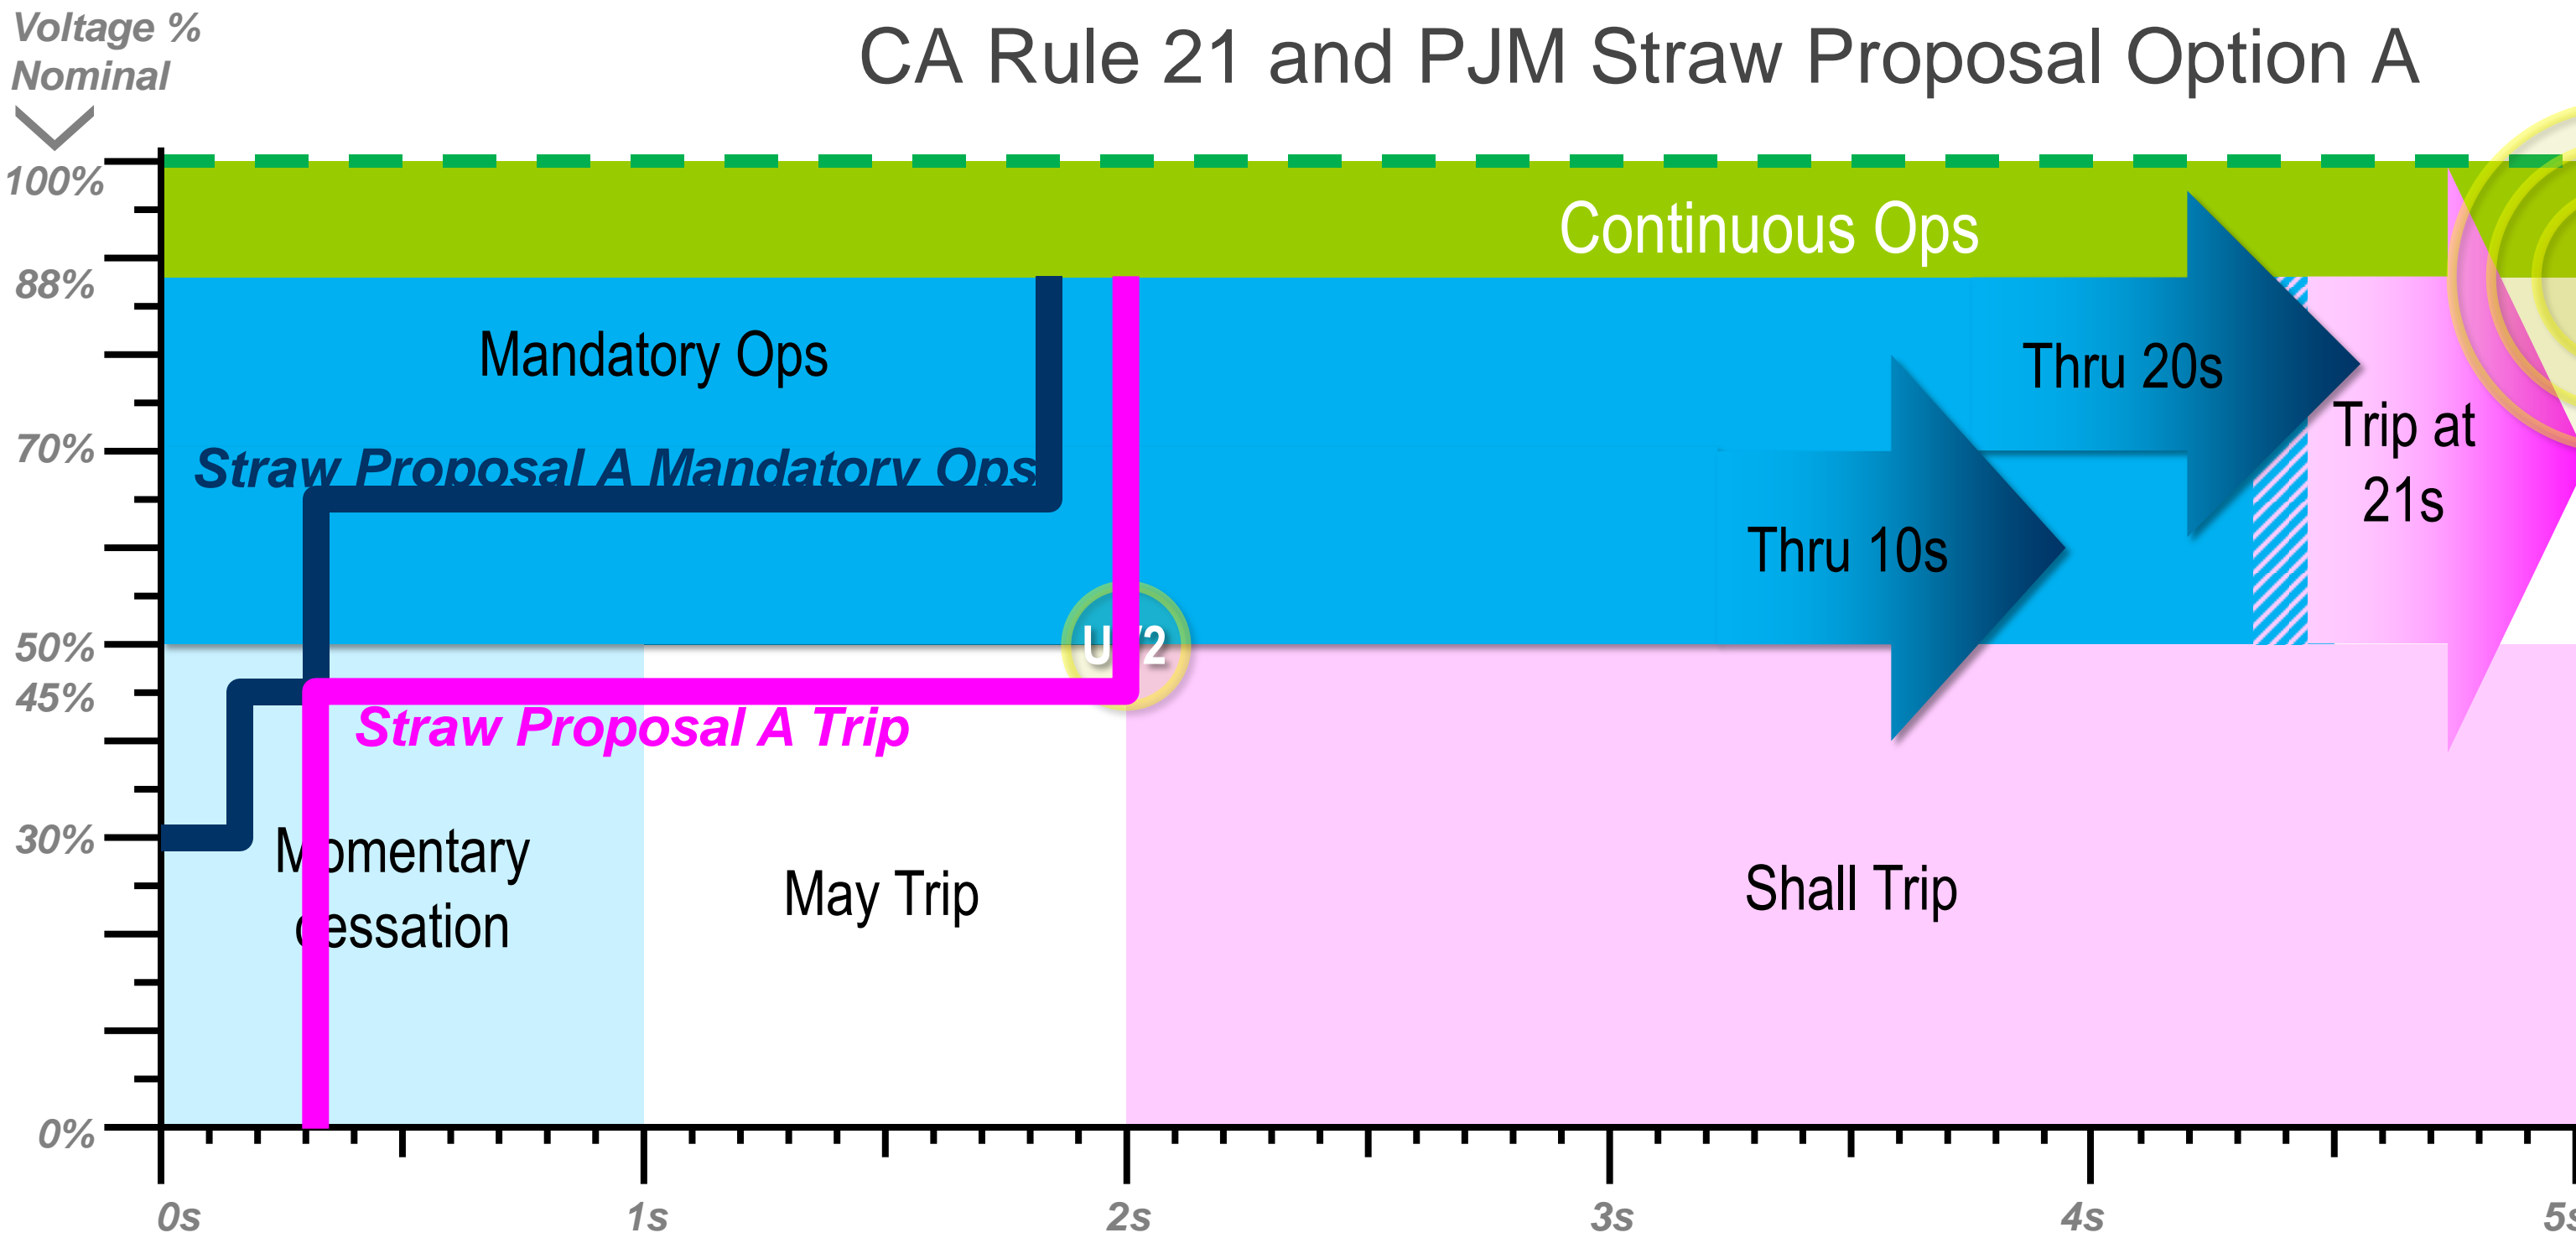 Voltage %
Nominal
CA Rule 21 and PJM Straw Proposal Option A
100%
Continuous Ops
88%
Mandatory Ops
Thru 20s
Trip at
21s
70%
Straw Proposal A Mandatory Ops
Thru 10s
50%
45%
Straw Proposal A Trip
30%
Momentary
cessation
May Trip
Shall Trip
0%
0s
1s
2s
3s
4s